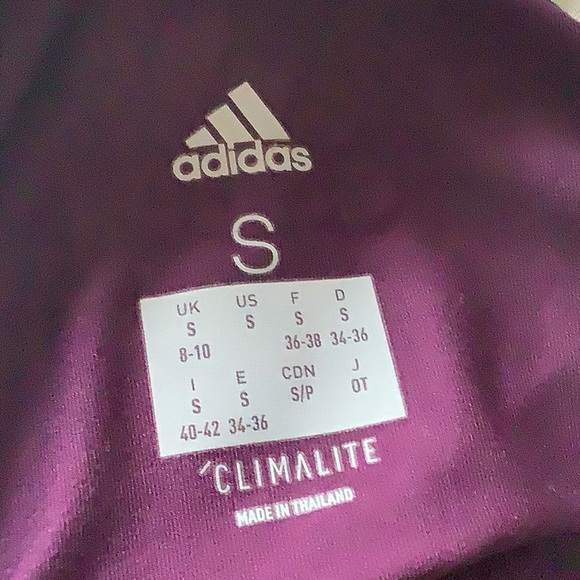 adidas
S
UK US F D
S S S S
8-10 36-38 34-36
I E CDN J
S S S/P OT
40-42 34-36
CLIMALITE
MADE IN THAILAND